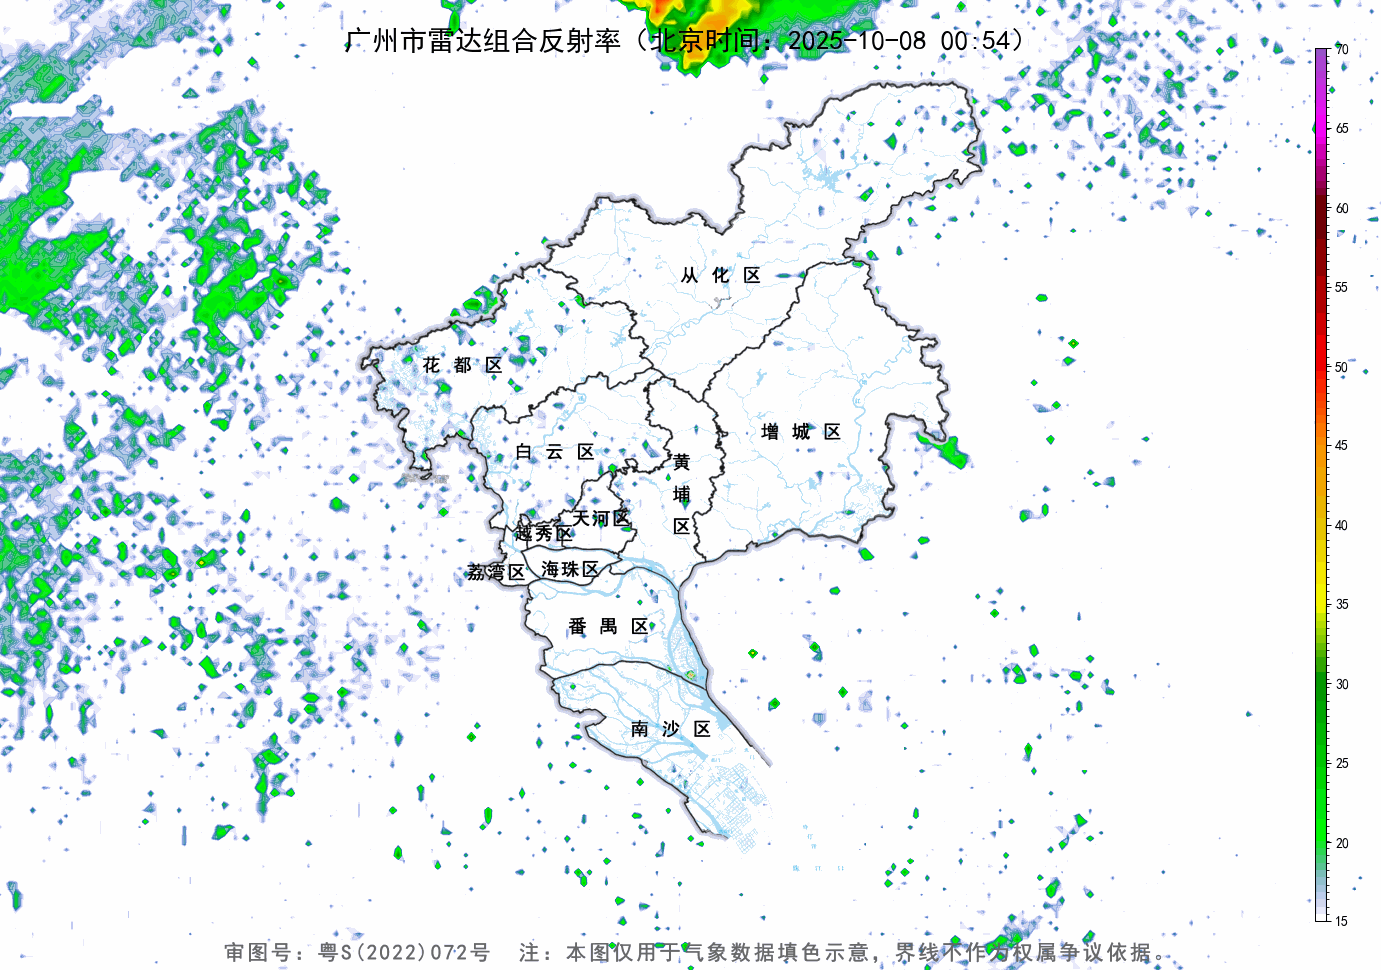 广州市雷达组合反射率（北京时间：2025-10-08 00:54）
70
65
60
55
50
45
40
35
30
25
20
15
从化区
花都区
增城区
白云区
黄埔区
天河区
越秀区
荔湾区
海珠区
番禺区
南沙区
审图号：粤S(2022)072号 注：本图仅用于气象数据填色示意，界线不作为权属争议依据。